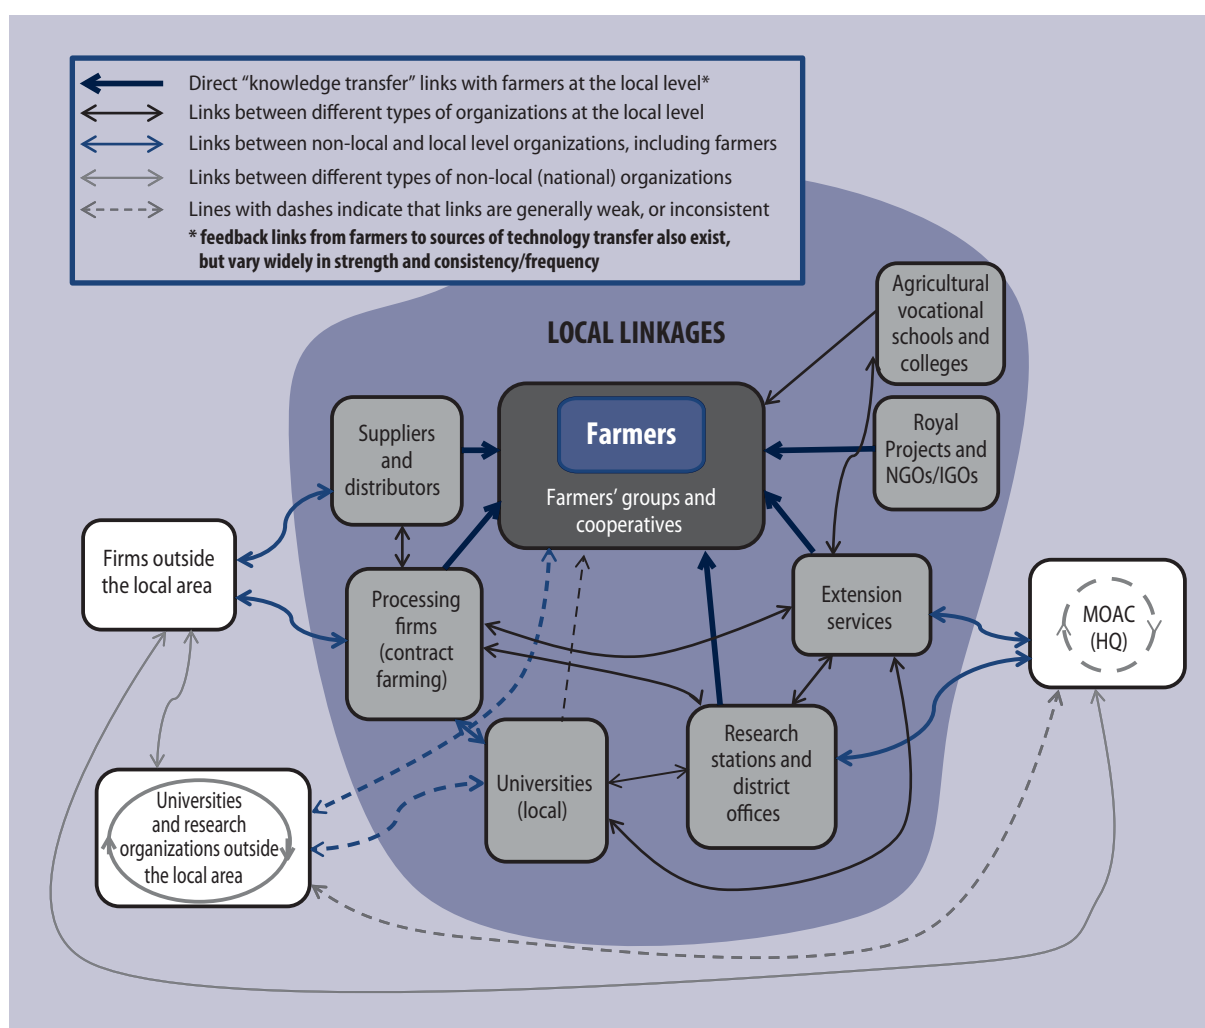 Direct “knowledge transfer” links with farmers at the local level*
Links between different types of organizations at the local level
Links between non-local and local level organizations, including farmers
Links between different types of non-local (national) organizations
Lines with dashes indicate that links are generally weak, or inconsistent
* feedback links from farmers to sources of technology transfer also exist,
but vary widely in strength and consistency/frequency
LOCAL LINKAGES
Agricultural
vocational
schools and
colleges
Suppliers
and
distributors
Farmers
Farmers’ groups and
cooperatives
Royal
Projects and
NGOs/IGOs
Firms outside
the local area
Processing
firms
(contract
farming)
Extension
services
MOAC
(HQ)
Universities
and research
organizations outside
the local area
Universities
(local)
Research
stations and
district
offices